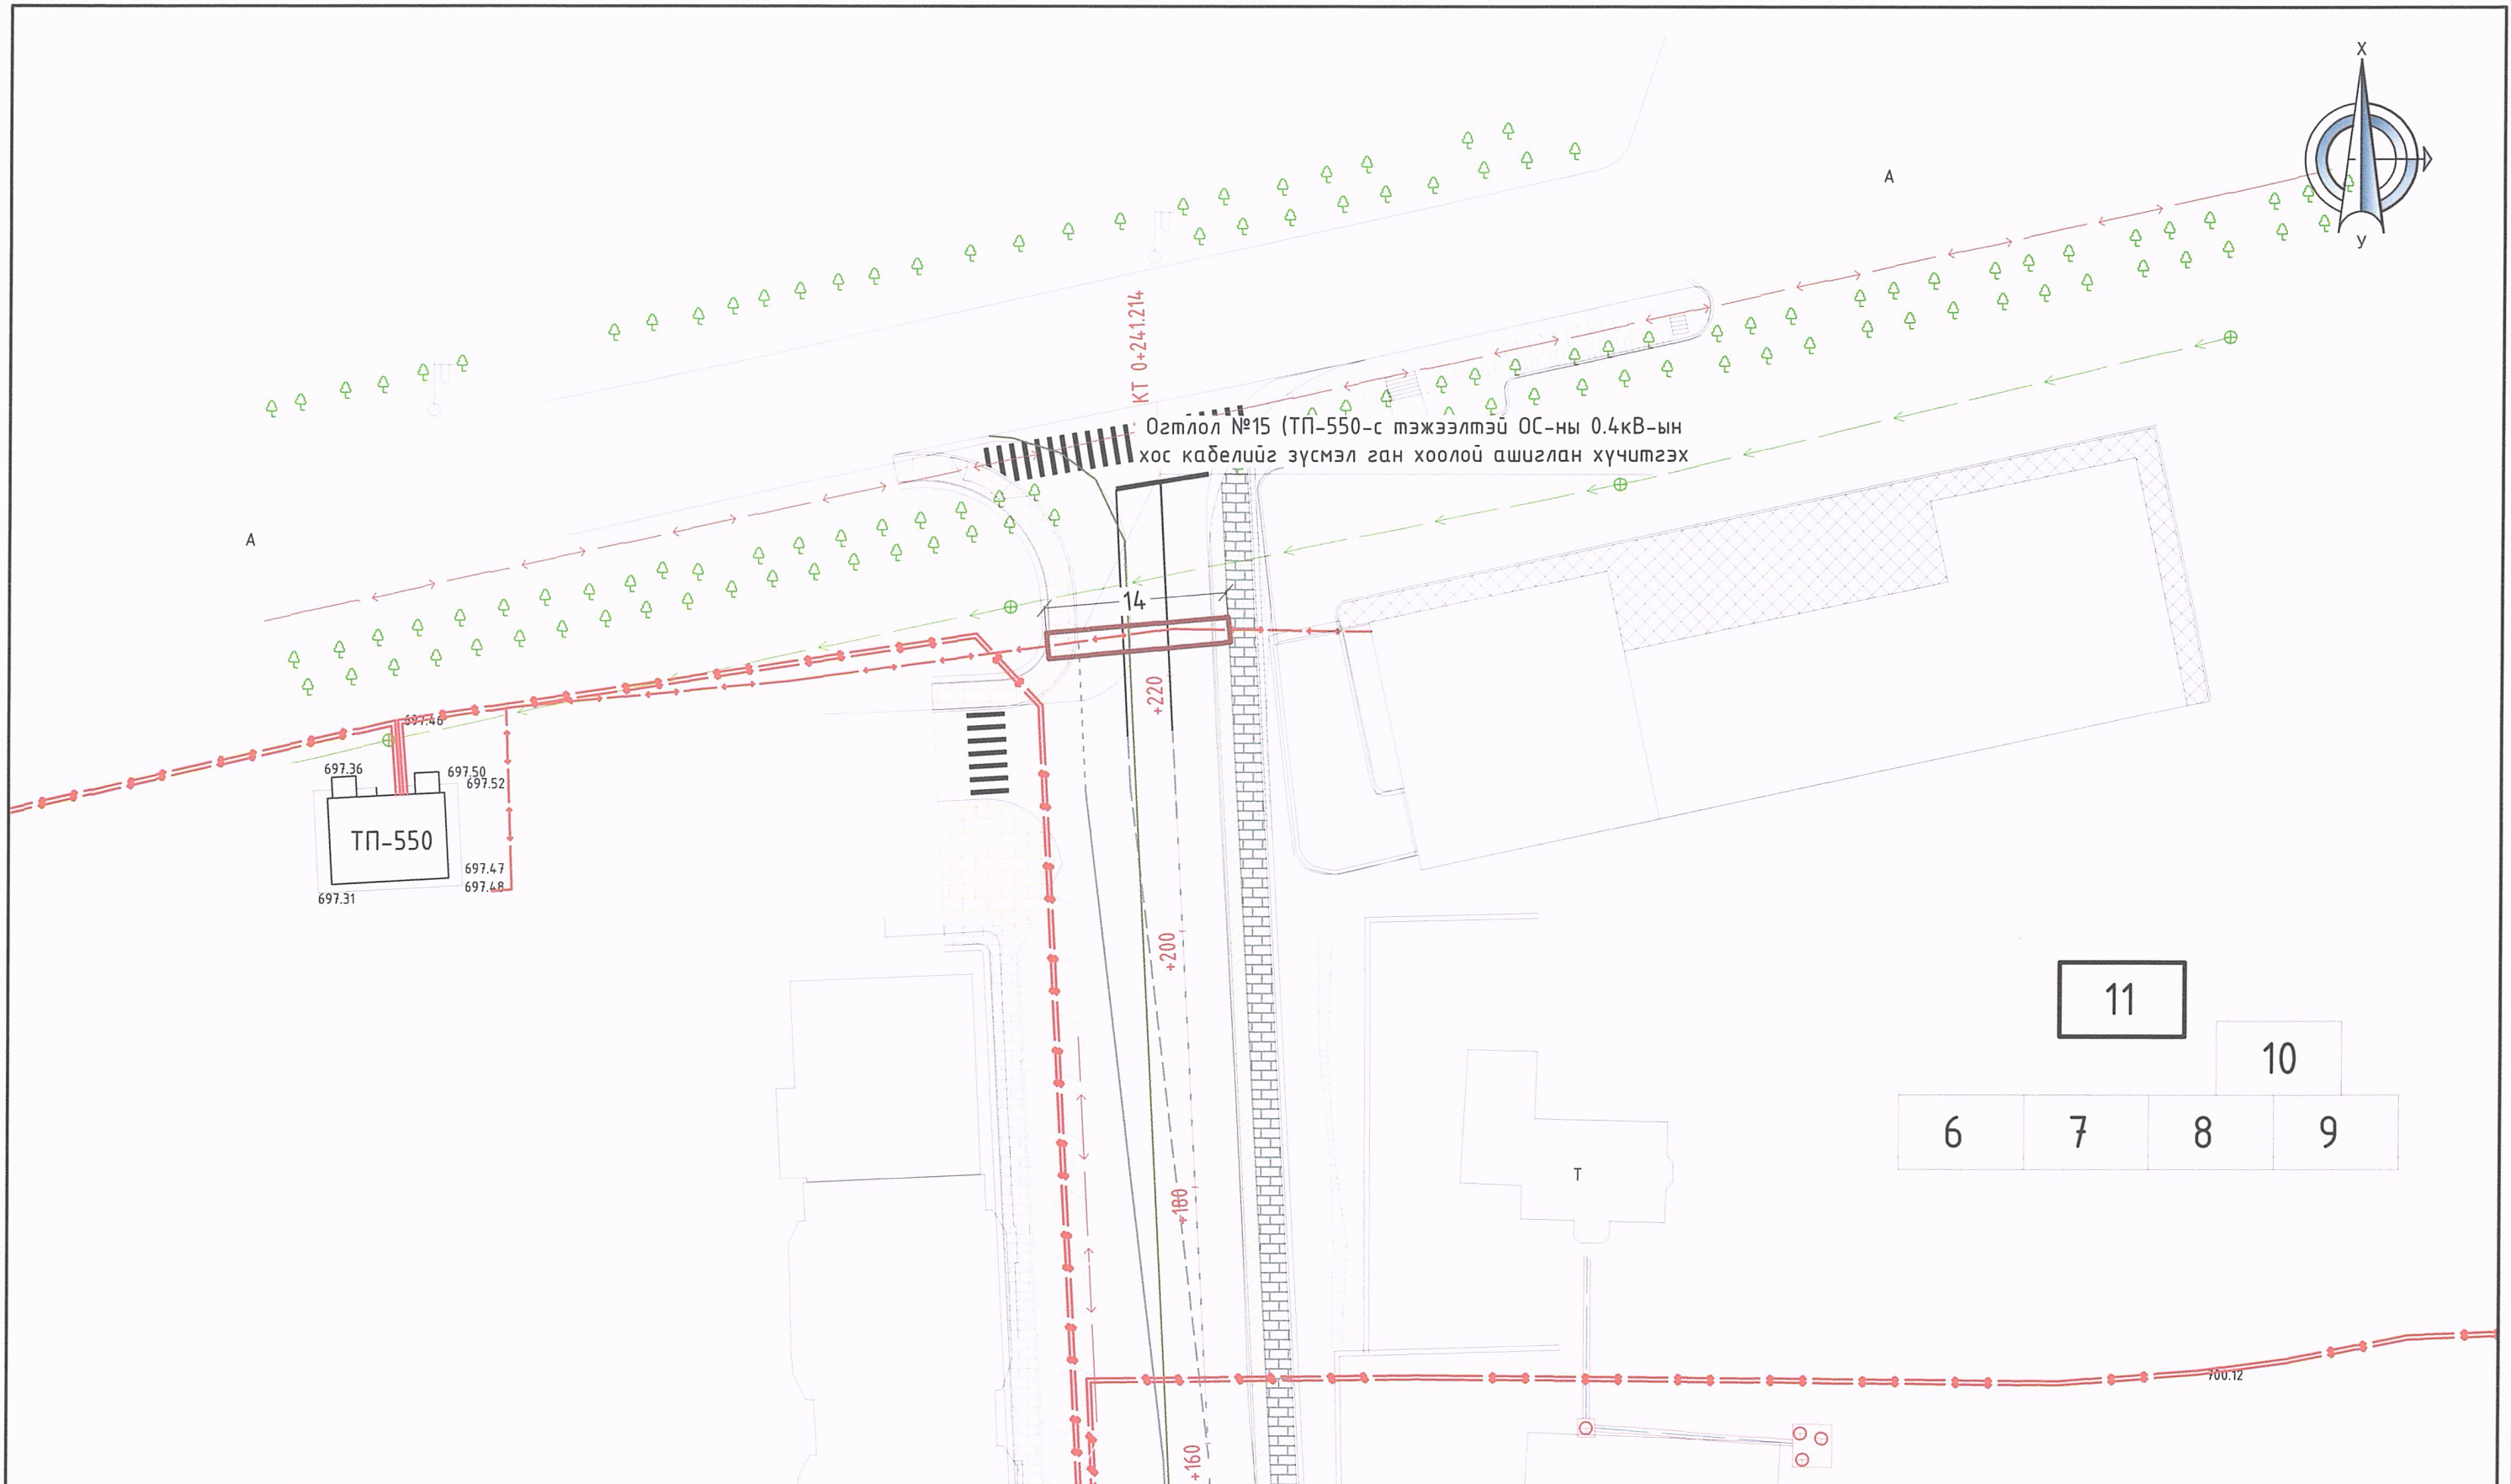 X
A
У
КТ 0+241.214
Огтлол №15 (ТП-550-с тэжээлтэй ОС-ны 0.4кВ-ын
хос кабелийг зүсмэл ган хоолой ашиглан хүчитгэх
A
14
+220
697.46
697.36
697.50
697.52
ТП-550
697.47
697.48
697.31
+200
11
10
6 7 8 9
T
+180
700.12
+160